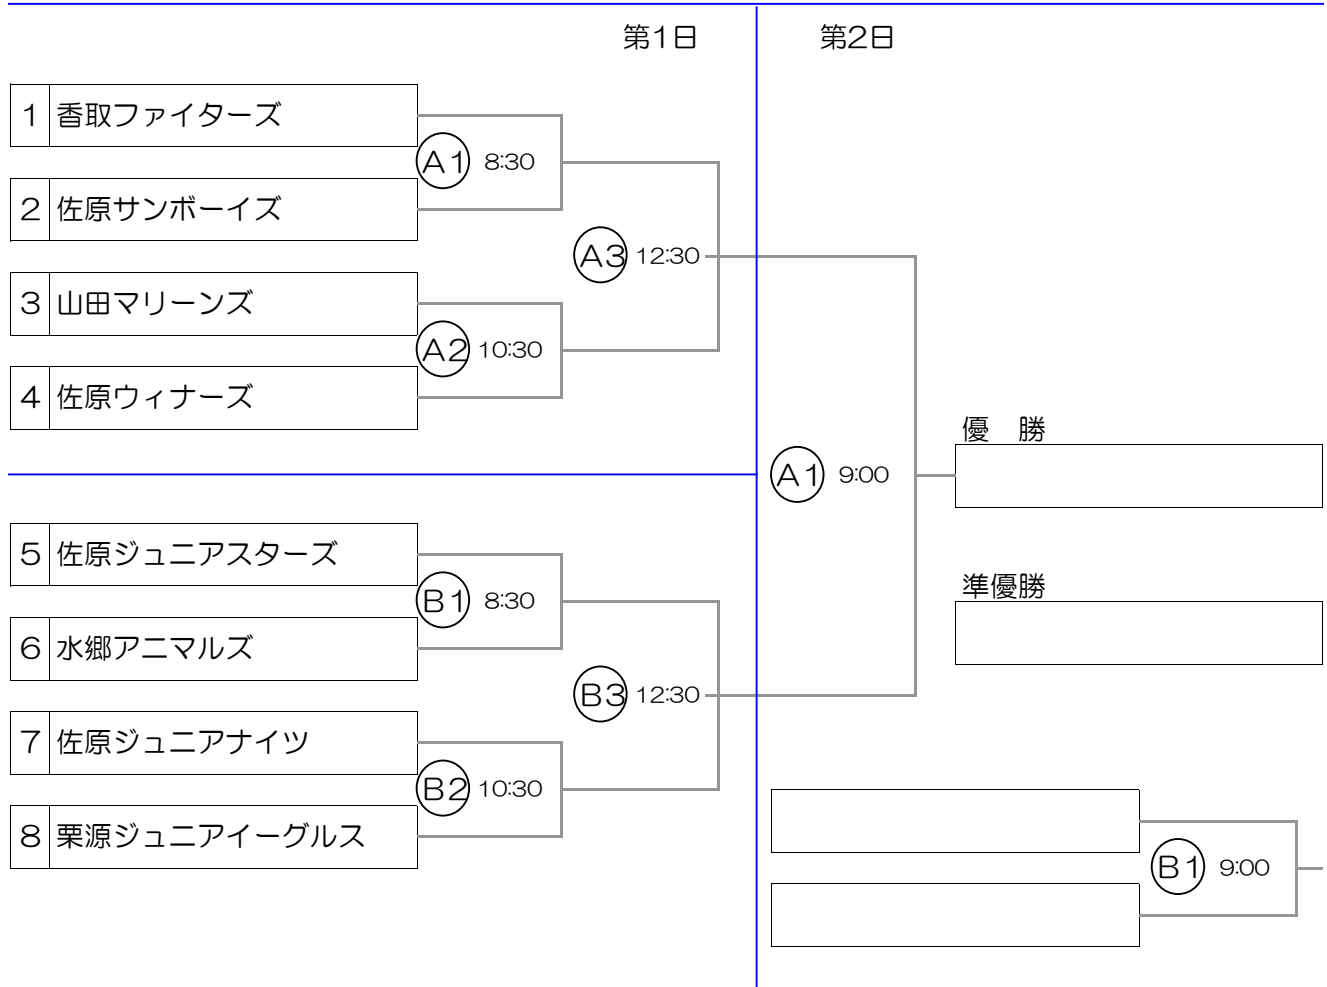 第1日
第2日
1 香取ファイターズ
A1 8:30
2 佐原サンボーイズ
A3 12:30
3 山田マリーンズ
A2 10:30
4 佐原ウィナーズ
優　勝
A1 9:00
5 佐原ジュニアスターズ
準優勝
B1 8:30
6 水郷アニマルズ
B3 12:30
7 佐原ジュニアナイツ
B2 10:30
8 栗源ジュニアイーグルス
B1 9:00